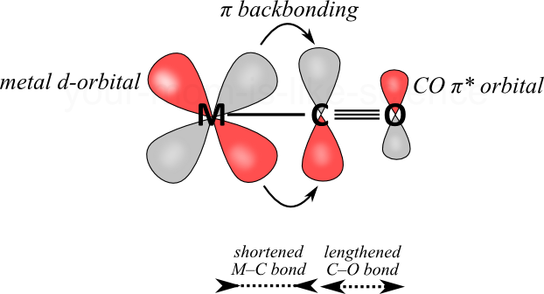 π backbonding
metal d-orbital
CO π* orbital
M
C
O
shortened
M–C bond
lengthened
C–O bond